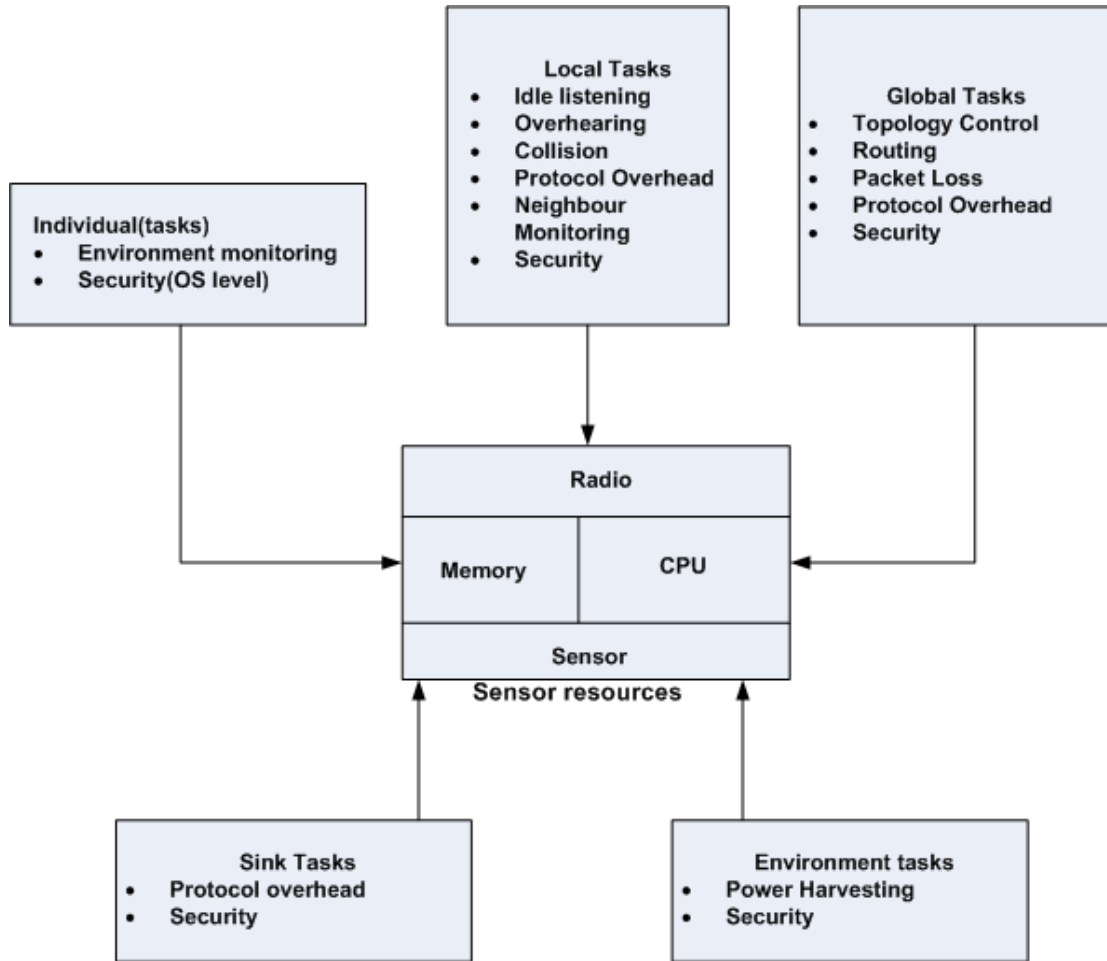 Local Tasks
• Idle listening
• Overhearing
• Collision
• Protocol Overhead
• Neighbour
Monitoring
• Security
Global Tasks
• Topology Control
• Routing
• Packet Loss
• Protocol Overhead
• Security
Individual(tasks)
• Environment monitoring
• Security(OS level)
Radio
Memory
CPU
Sensor
Sensor resources
Sink Tasks
• Protocol overhead
• Security
Environment tasks
• Power Harvesting
• Security